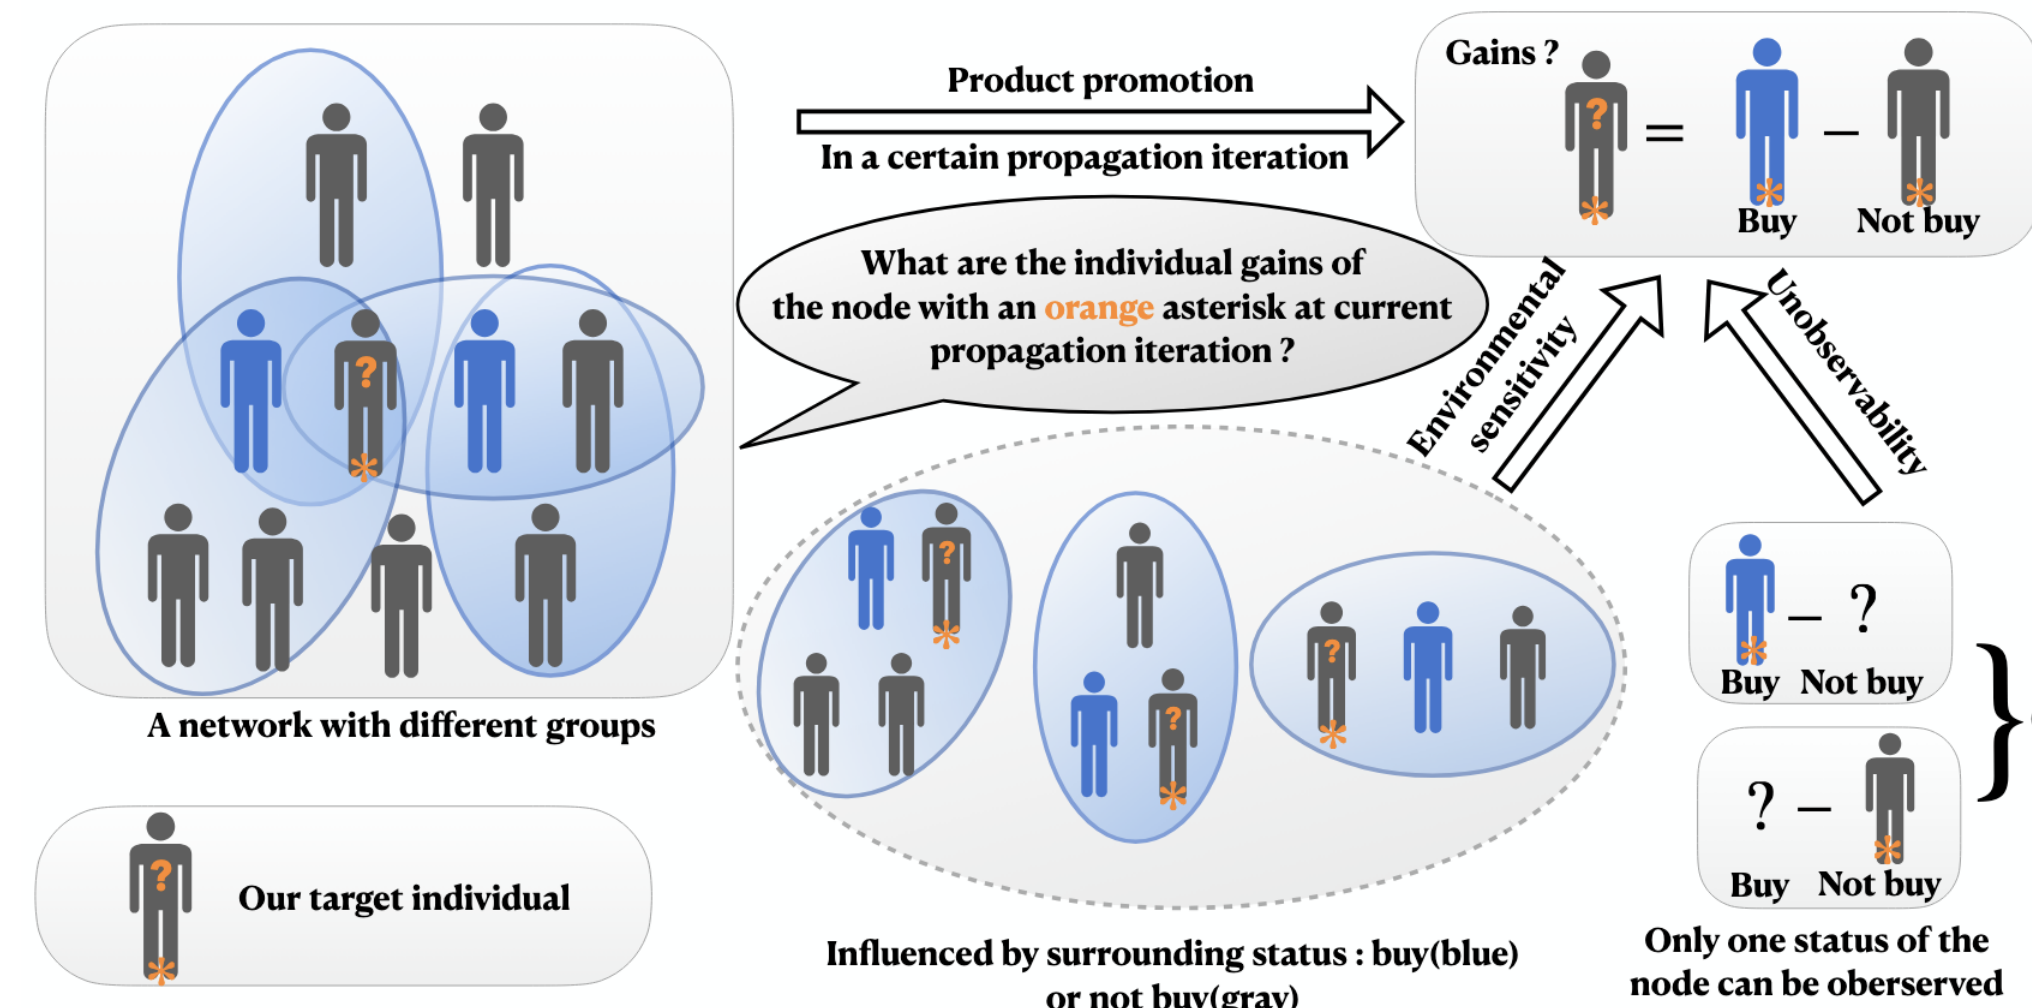 Product promotion
In a certain propagation iteration
Gains ?
?
=
–
Buy
Not buy
What are the individual gains of
the node with an orange asterisk at current
propagation iteration ?
Environmental
sensitivity
Unobservability
?
*
A network with different groups
?
*
Our target individual
?
*
?
*
?
*
Influenced by surrounding status : buy(blue)
or not buy(gray)
– ?
Buy Not buy
? –
Buy Not buy
}
Only one status of the
node can be oberserved